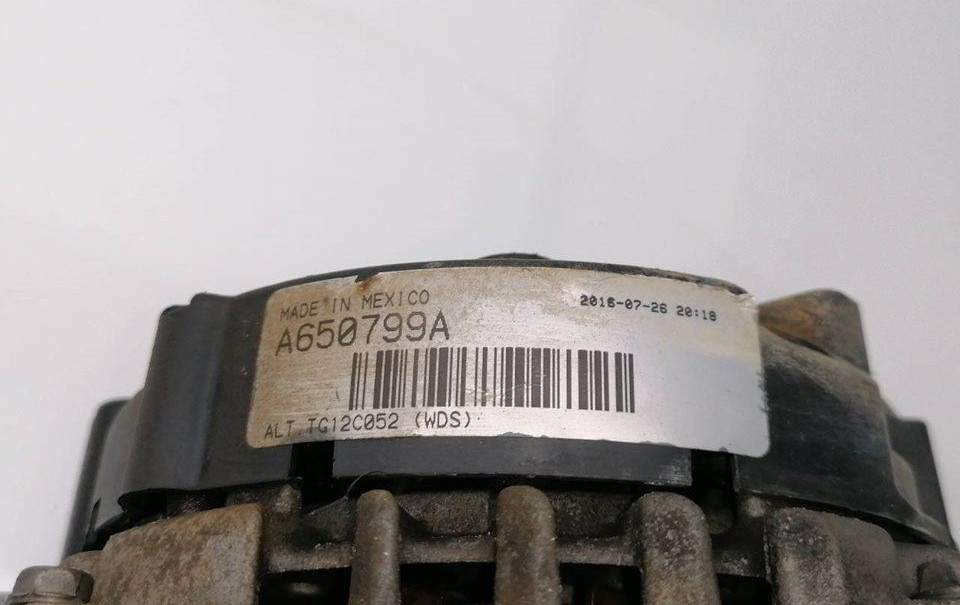 MADE IN MEXICO
2016-07-26 20:18
A650799A
ALT. TG12C052 (WDS)